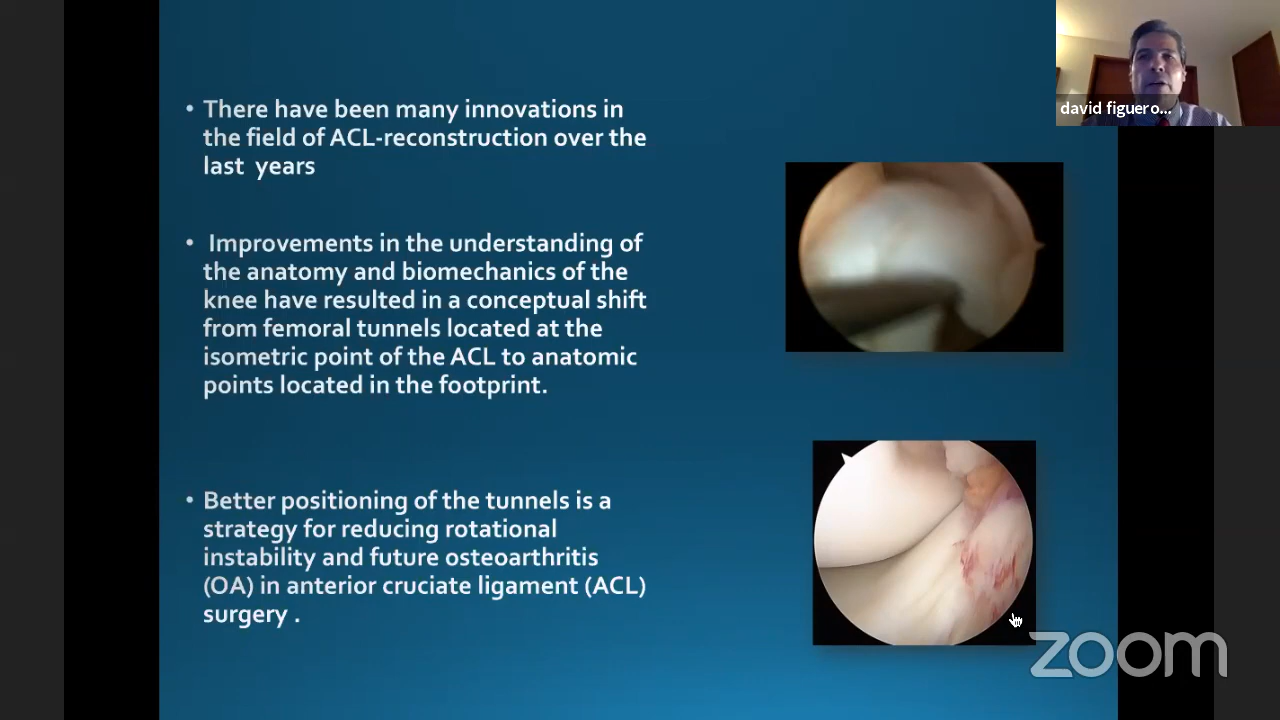 david figuero...
• There have been many innovations in
the field of ACL-reconstruction over the
last years
• Improvements in the understanding of
the anatomy and biomechanics of the
knee have resulted in a conceptual shift
from femoral tunnels located at the
isometric point of the ACL to anatomic
points located in the footprint.
• Better positioning of the tunnels is a
strategy for reducing rotational
instability and future osteoarthritis
(OA) in anterior cruciate ligament (ACL)
surgery .
zoom